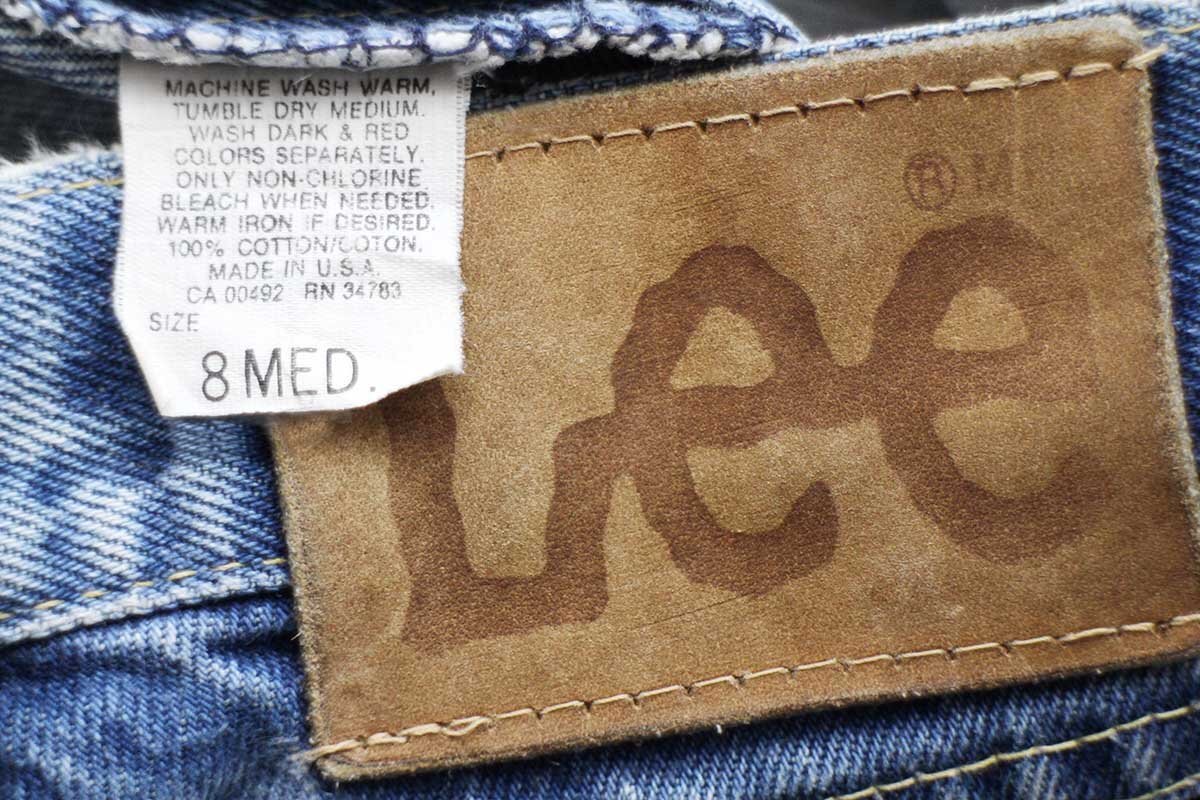 MACHINE WASH WARM,
TUMBLE DRY MEDIUM.
WASH DARK & RED
COLORS SEPARATELY.
ONLY NON-CHLORINE
BLEACH WHEN NEEDED.
WARM IRON IF DESIRED.
100% COTTON/COTON.
MADE IN U.S.A.
CA 00492 RN 34783
SIZE
8 MED.
® M
Lee